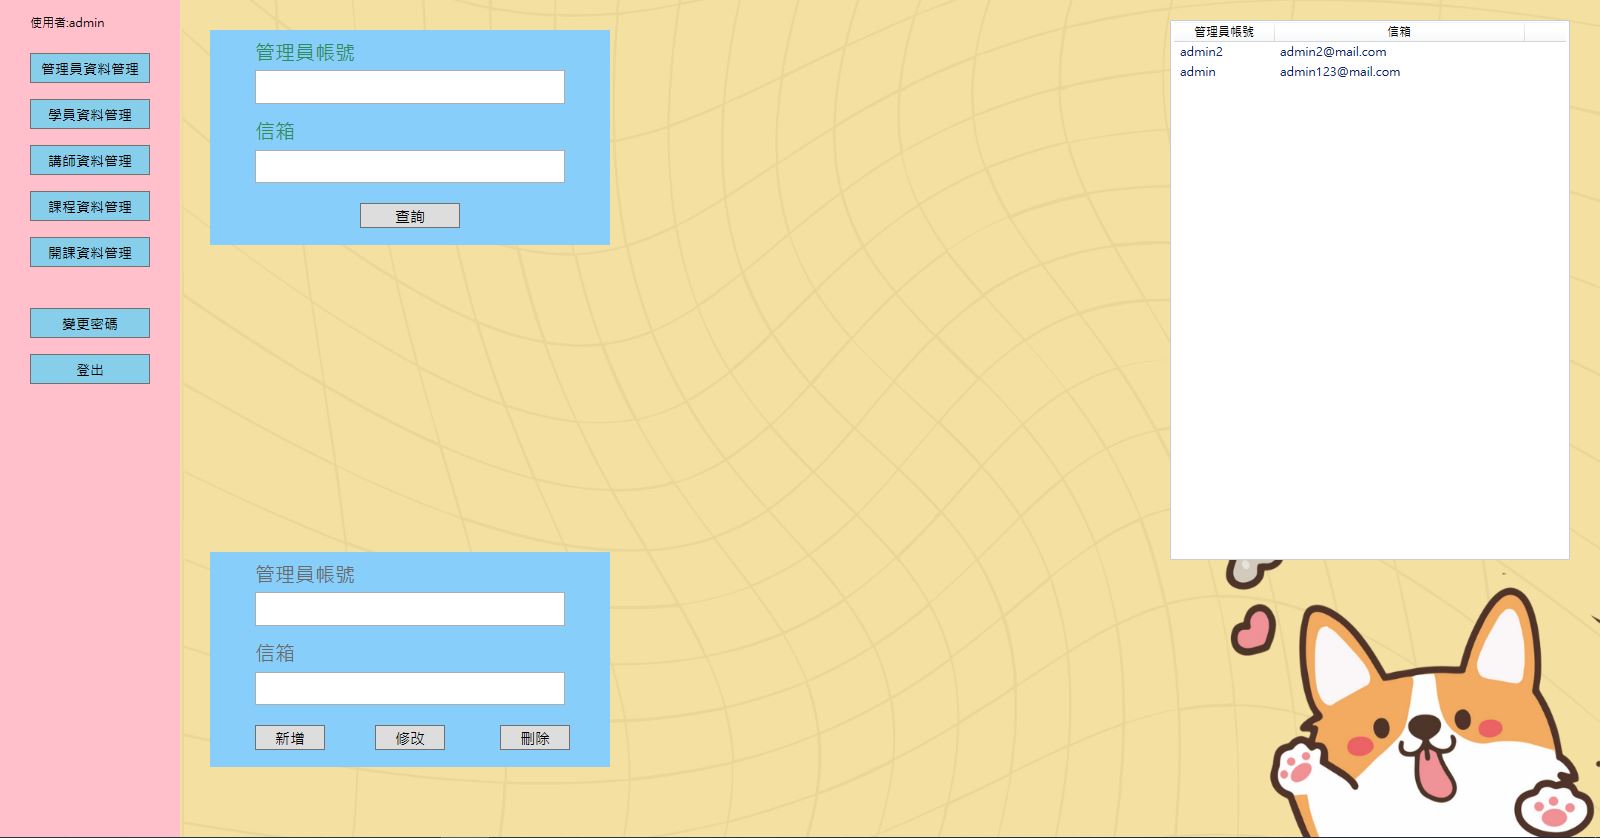 使用者:admin
管理員資料管理
學員資料管理
講師資料管理
課程資料管理
開課資料管理
變更密碼
登出
管理員帳號
信箱
查詢
管理員帳號
信箱
新增 修改 刪除
管理員帳號 信箱
admin2 admin2@mail.com
admin admin123@mail.com